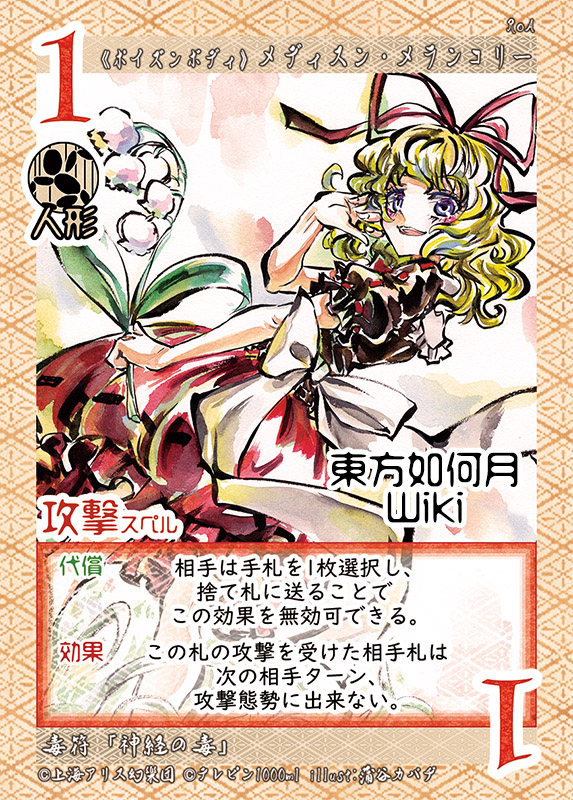 1
《ポイズンボディ》メディスン・メランコリー
人形
東方如何月
Wiki
攻撃スペル
代償
相手は手札を1枚選択し、
捨て札に送ることで
この効果を無効可できる。
効果
この札の攻撃を受けた相手札は
次の相手ターン、
攻撃態勢に出来ない。
1
毒符「神経の毒」
©上海アリス幻樂団 ©テレピン1000ml illust:蒲谷カバヂ